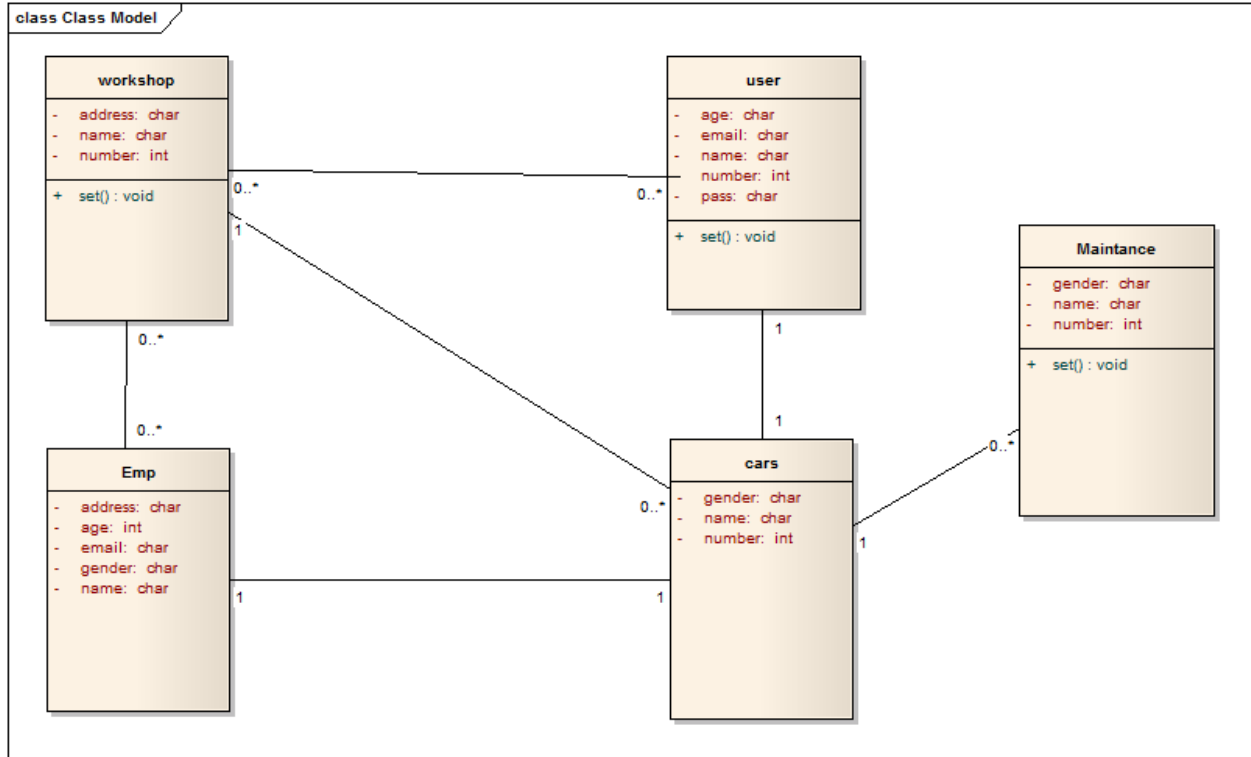 class Class Model
workshop
- address: char
- name: char
- number: int
+ set() : void
user
- age: char
- email: char
- name: char
- number: int
- pass: char
+ set() : void
0..*
0..*
1
Maintance
- gender: char
- name: char
- number: int
+ set() : void
0..*
1
0..*
1
0..*
Emp
- address: char
- age: int
- email: char
- gender: char
- name: char
cars
- gender: char
- name: char
- number: int
0..*
1
1
1